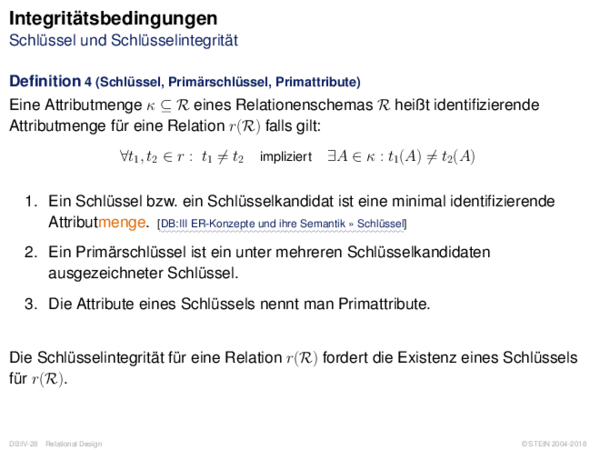 Integritätsbedingungen
Schlüssel und Schlüsselintegrität
Definition 4 (Schlüssel, Primärschlüssel, Primattribute)
Eine Attributmenge κ ⊆ R eines Relationenschemas R heißt identifizierende
Attributmenge für eine Relation r(R) falls gilt:
∀t₁, t₂ ∈ r : t₁ ≠ t₂ impliziert ∃A ∈ κ : t₁(A) ≠ t₂(A)
1. Ein Schlüssel bzw. ein Schlüsselkandidat ist eine minimal identifizierende
Attributmenge. [DB:III ER-Konzepte und ihre Semantik » Schlüssel]
2. Ein Primärschlüssel ist ein unter mehreren Schlüsselkandidaten
ausgezeichneter Schlüssel.
3. Die Attribute eines Schlüssels nennt man Primattribute.
Die Schlüsselintegrität für eine Relation r(R) fordert die Existenz eines Schlüssels
für r(R).
DB:IV-28 Relational Design © STEIN 2004-2018